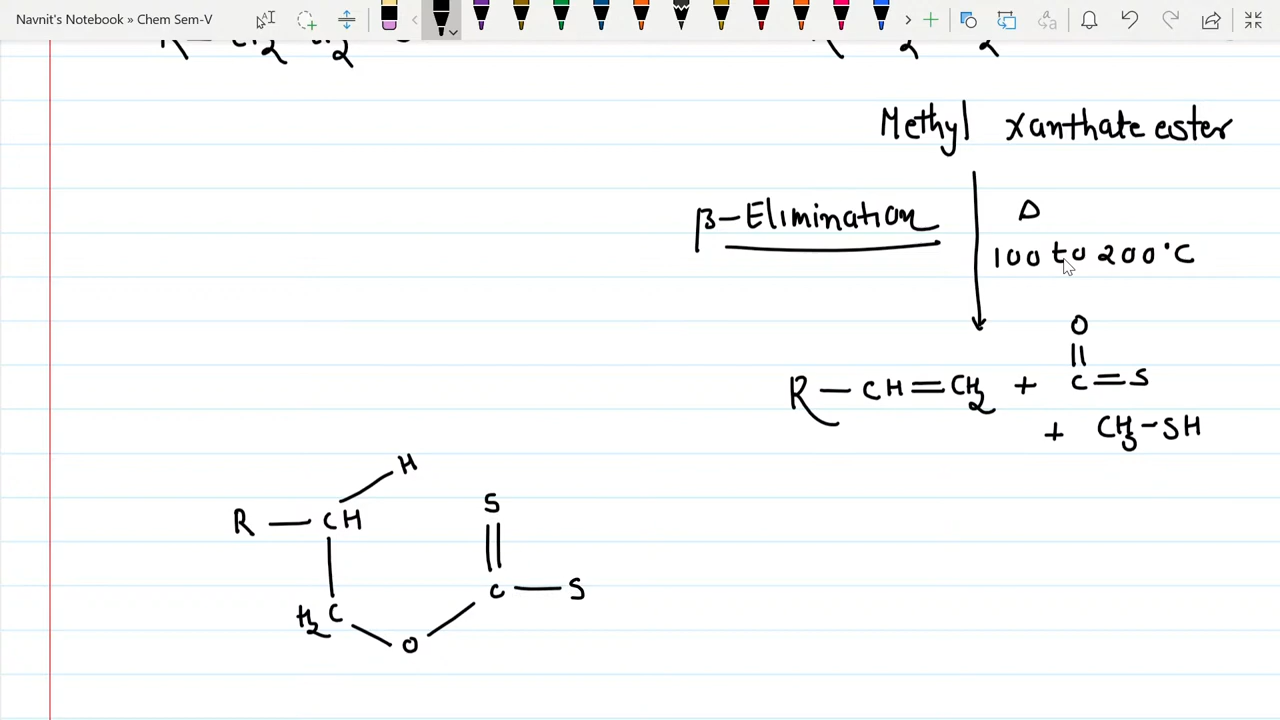 Navnit's Notebook » Chem Sem-V
Methyl xanthate ester
β-Elimination
Δ
100 to 200°C
O
R — CH = CH2 + C = S
+ CH3 - SH
H
S
R — CH
C — S
H2C
O